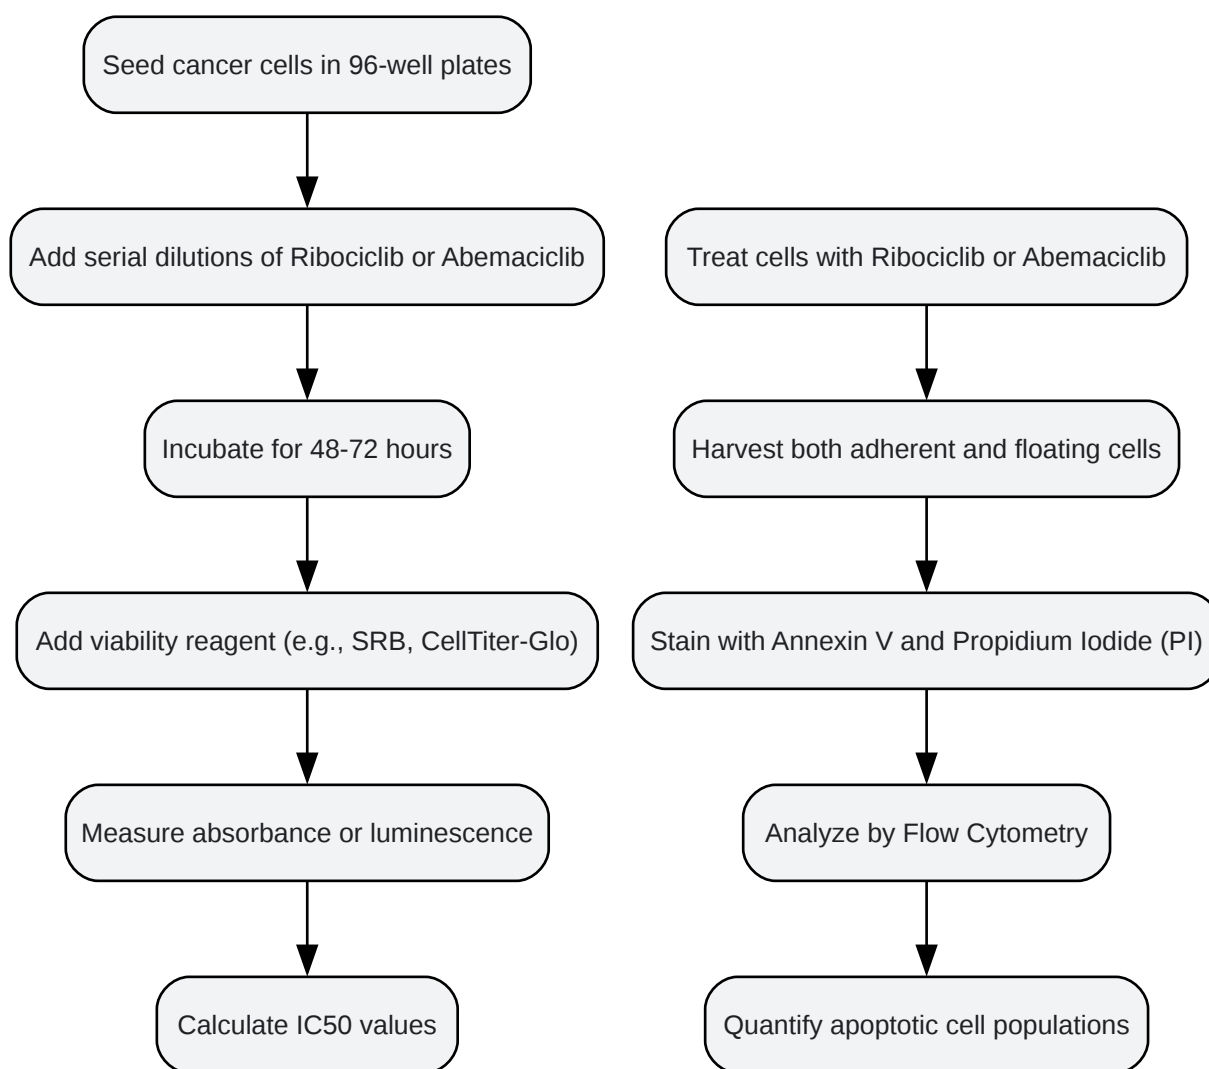 Seed cancer cells in 96-well plates
Add serial dilutions of Ribociclib or Abemaciclib
Incubate for 48-72 hours
Add viability reagent (e.g., SRB, CellTiter-Glo)
Measure absorbance or luminescence
Calculate IC50 values
Treat cells with Ribociclib or Abemaciclib
Harvest both adherent and floating cells
Stain with Annexin V and Propidium Iodide (PI)
Analyze by Flow Cytometry
Quantify apoptotic cell populations